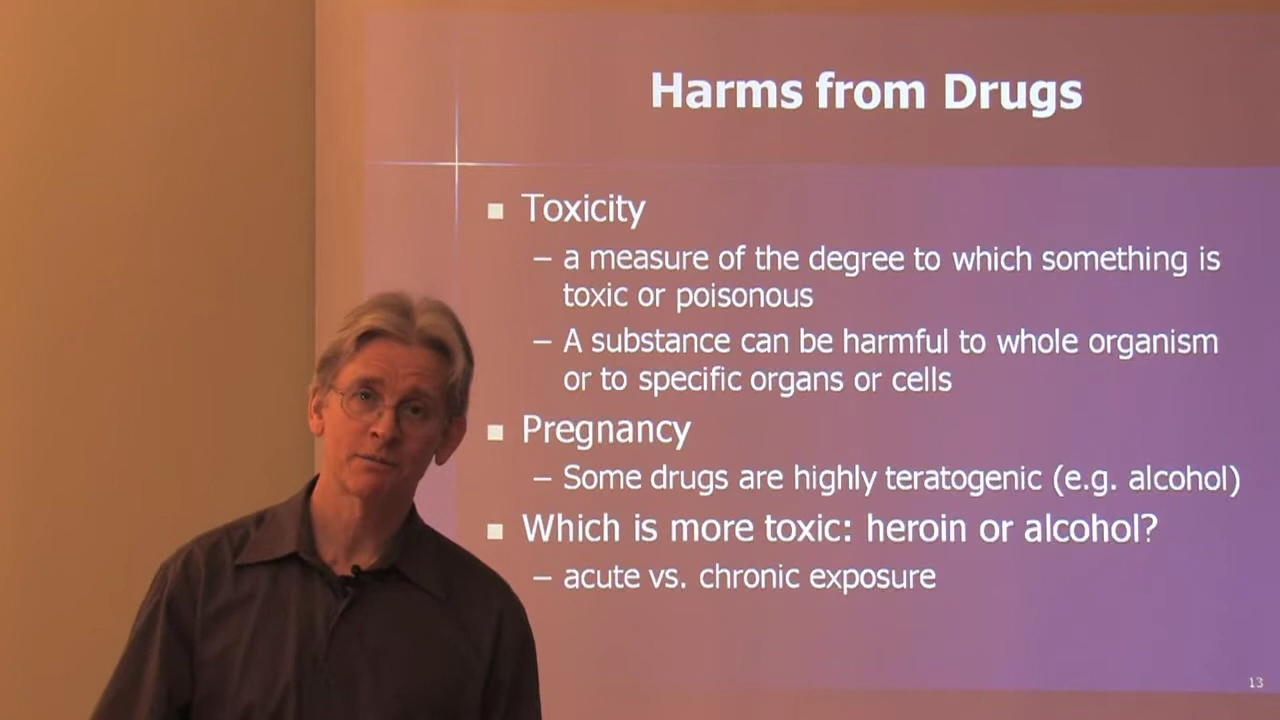 Harms from Drugs
■ Toxicity
– a measure of the degree to which something is
toxic or poisonous
– A substance can be harmful to whole organism
or to specific organs or cells
■ Pregnancy
– Some drugs are highly teratogenic (e.g. alcohol)
■ Which is more toxic: heroin or alcohol?
– acute vs. chronic exposure
13